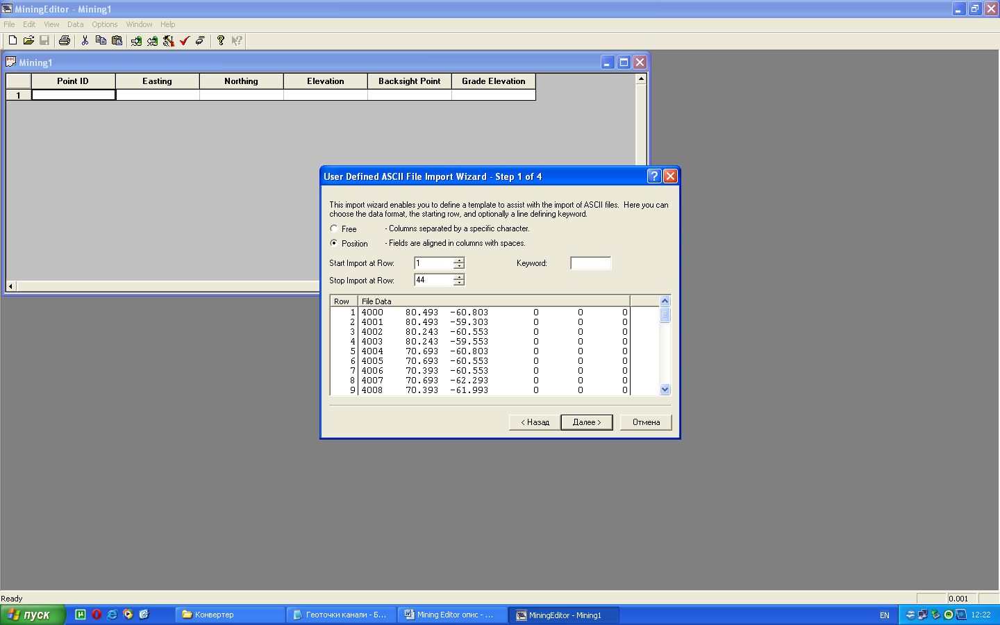 MiningEditor - Mining1
File Edit View Data Options Window Help
Mining1
Point ID Easting Northing Elevation Backsight Point Grade Elevation
1
User Defined ASCII File Import Wizard - Step 1 of 4
This import wizard enables you to define a template to assist with the import of ASCII files. Here you can
choose the data format, the starting row, and optionally a line defining keyword.
Free - Columns separated by a specific character.
Position - Fields are aligned in columns with spaces.
Start Import at Row: 1 Keyword:
Stop Import at Row: 44
Row File Data
1 4000 80.493 -60.803 0 0 0
2 4001 80.493 -59.303 0 0 0
3 4002 80.243 -60.553 0 0 0
4 4003 80.243 -59.553 0 0 0
5 4004 70.693 -60.803 0 0 0
6 4005 70.693 -60.553 0 0 0
7 4006 70.393 -60.553 0 0 0
8 4007 70.693 -62.293 0 0 0
9 4008 70.393 -61.993 0 0 0
< Назад Далее > Отмена
Ready 0.001
пуск Конвертер Геоточки канали - Б... Mining Editor опис - ... MiningEditor - Mining1 EN 12:22